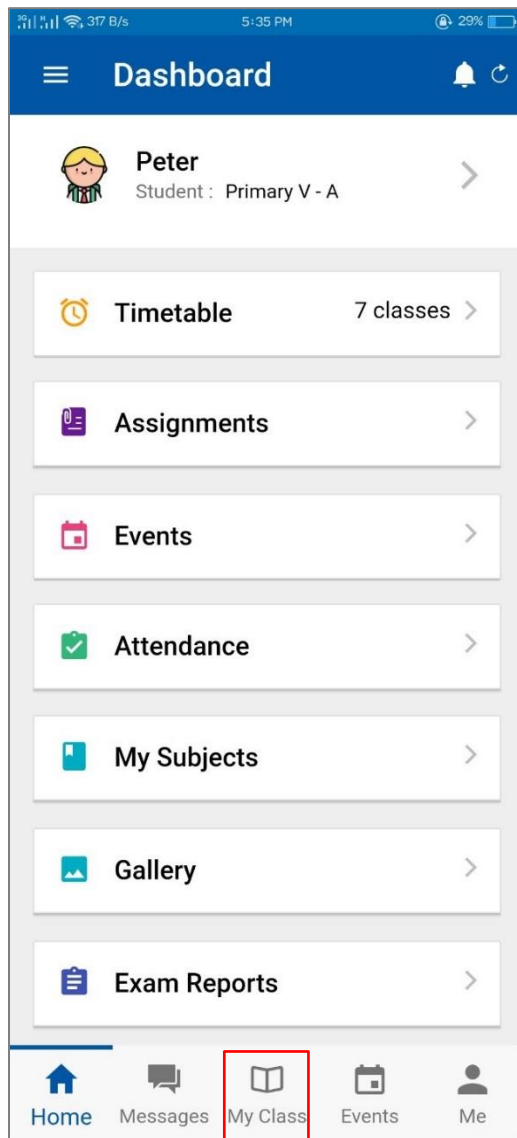 3G H 317 B/s 5:35 PM 29%
Dashboard
Peter
Student : Primary V - A
Timetable 7 classes
Assignments
Events
Attendance
My Subjects
Gallery
Exam Reports
Home Messages My Class Events Me